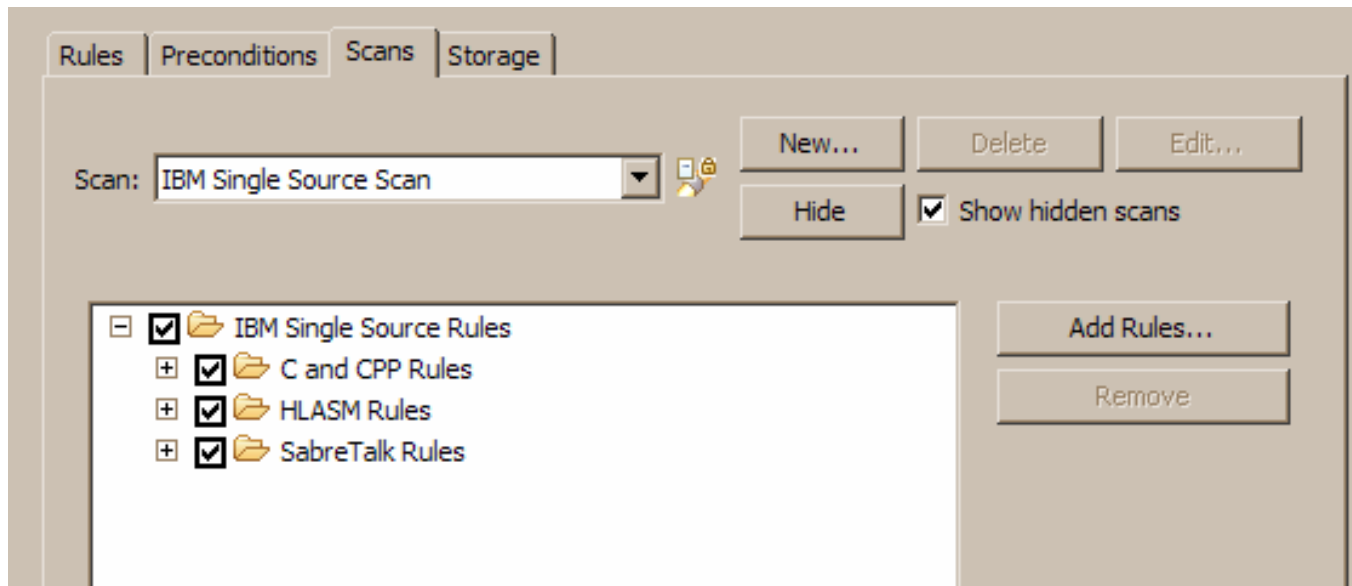 Rules Preconditions Scans Storage
New... Delete Edit...
Scan: IBM Single Source Scan
Hide Show hidden scans
IBM Single Source Rules
Add Rules...
C and CPP Rules
Remove
HLASM Rules
SabreTalk Rules